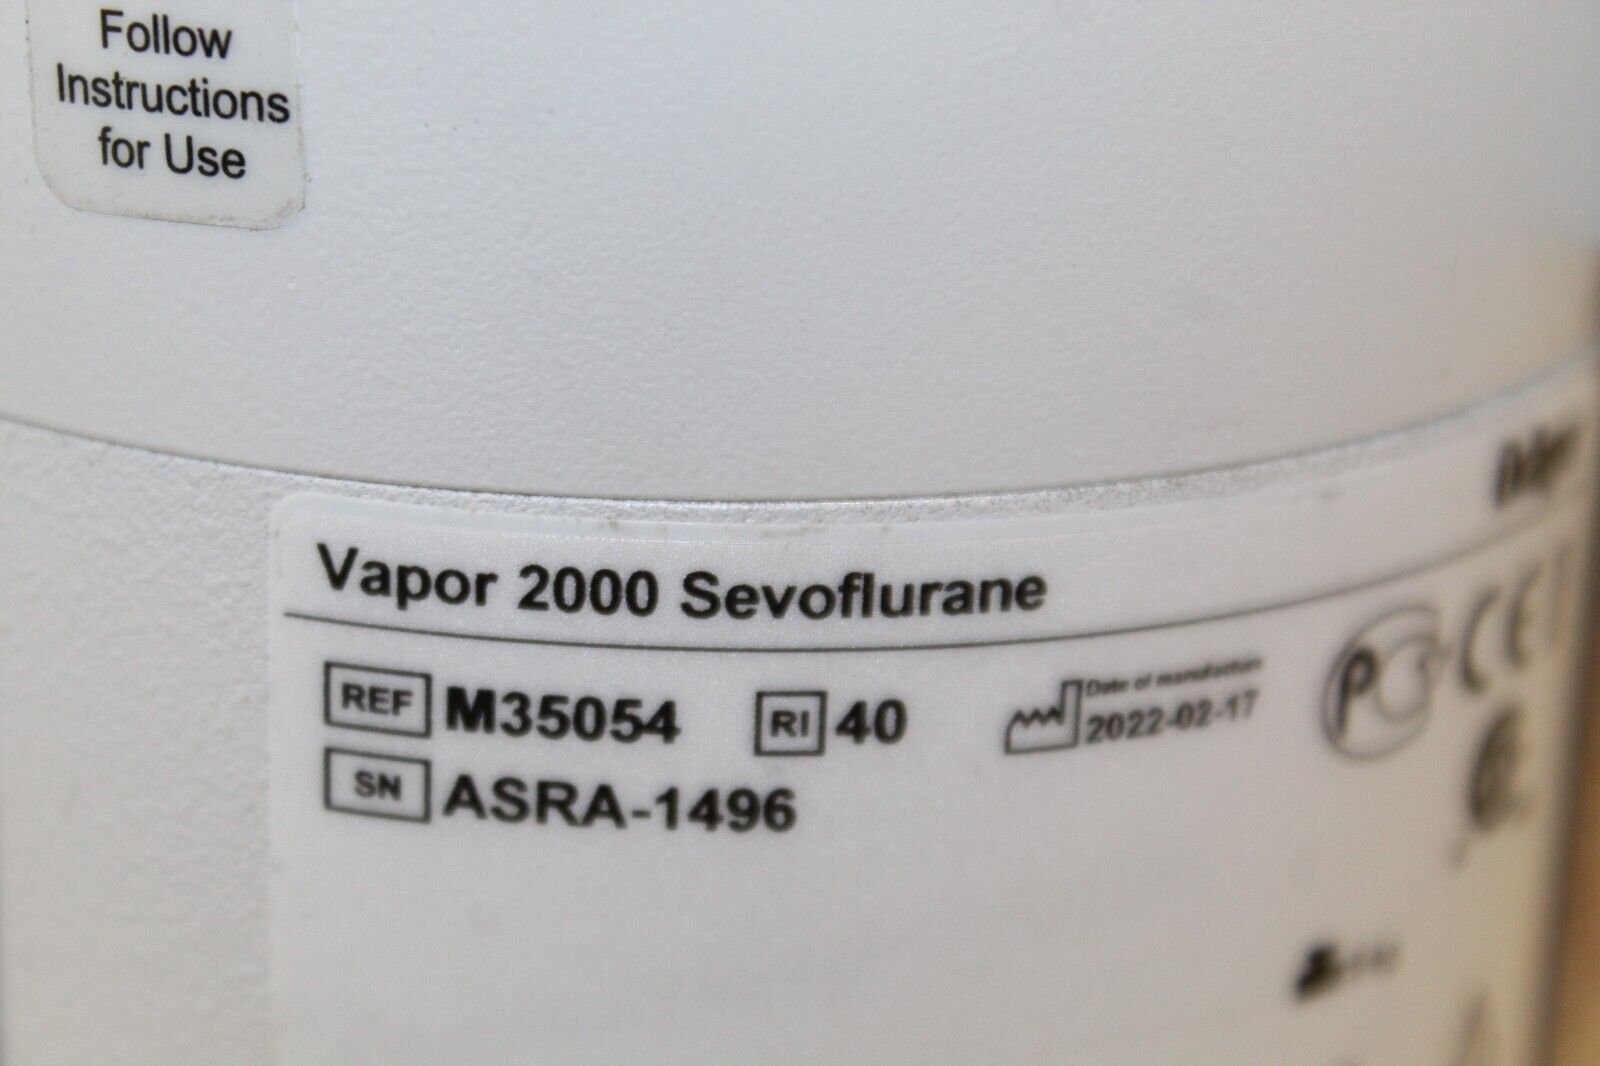 Follow
Instructions
for Use
Vapor 2000 Sevoflurane
REF M35054 RI 40 Date of manufacture 2022-02-17
SN ASRA-1496